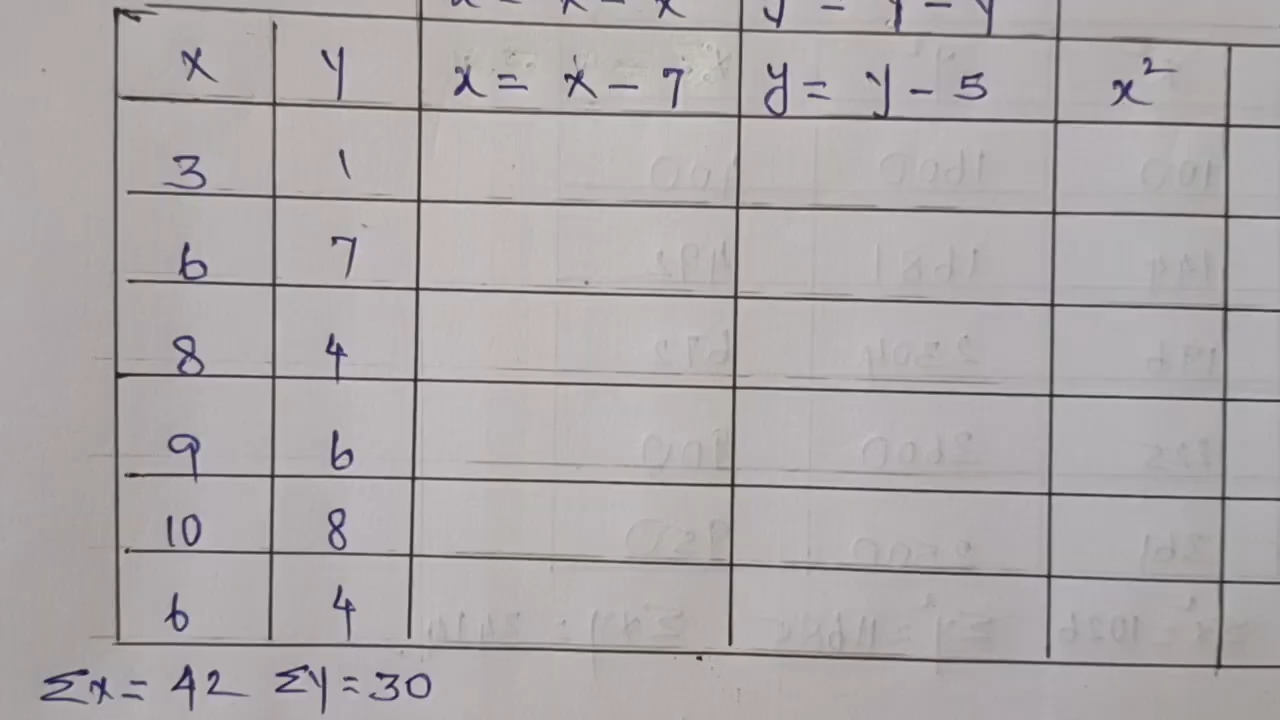 x = x - x̄ y = y - ȳ
x y x = x - 7 y = y - 5 x²
3 1
6 7
8 4
9 6
10 8
6 4
Σx = 42 Σy = 30